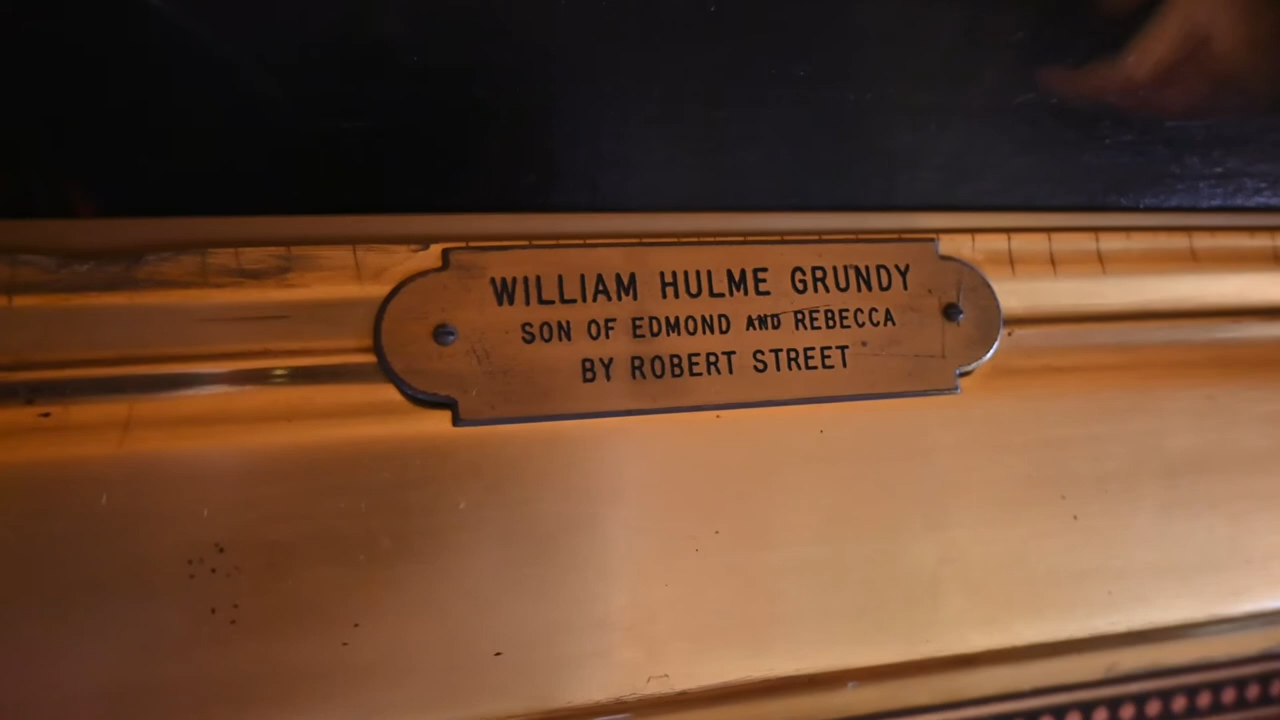 WILLIAM HULME GRUNDY
SON OF EDMOND AND REBECCA
BY ROBERT STREET